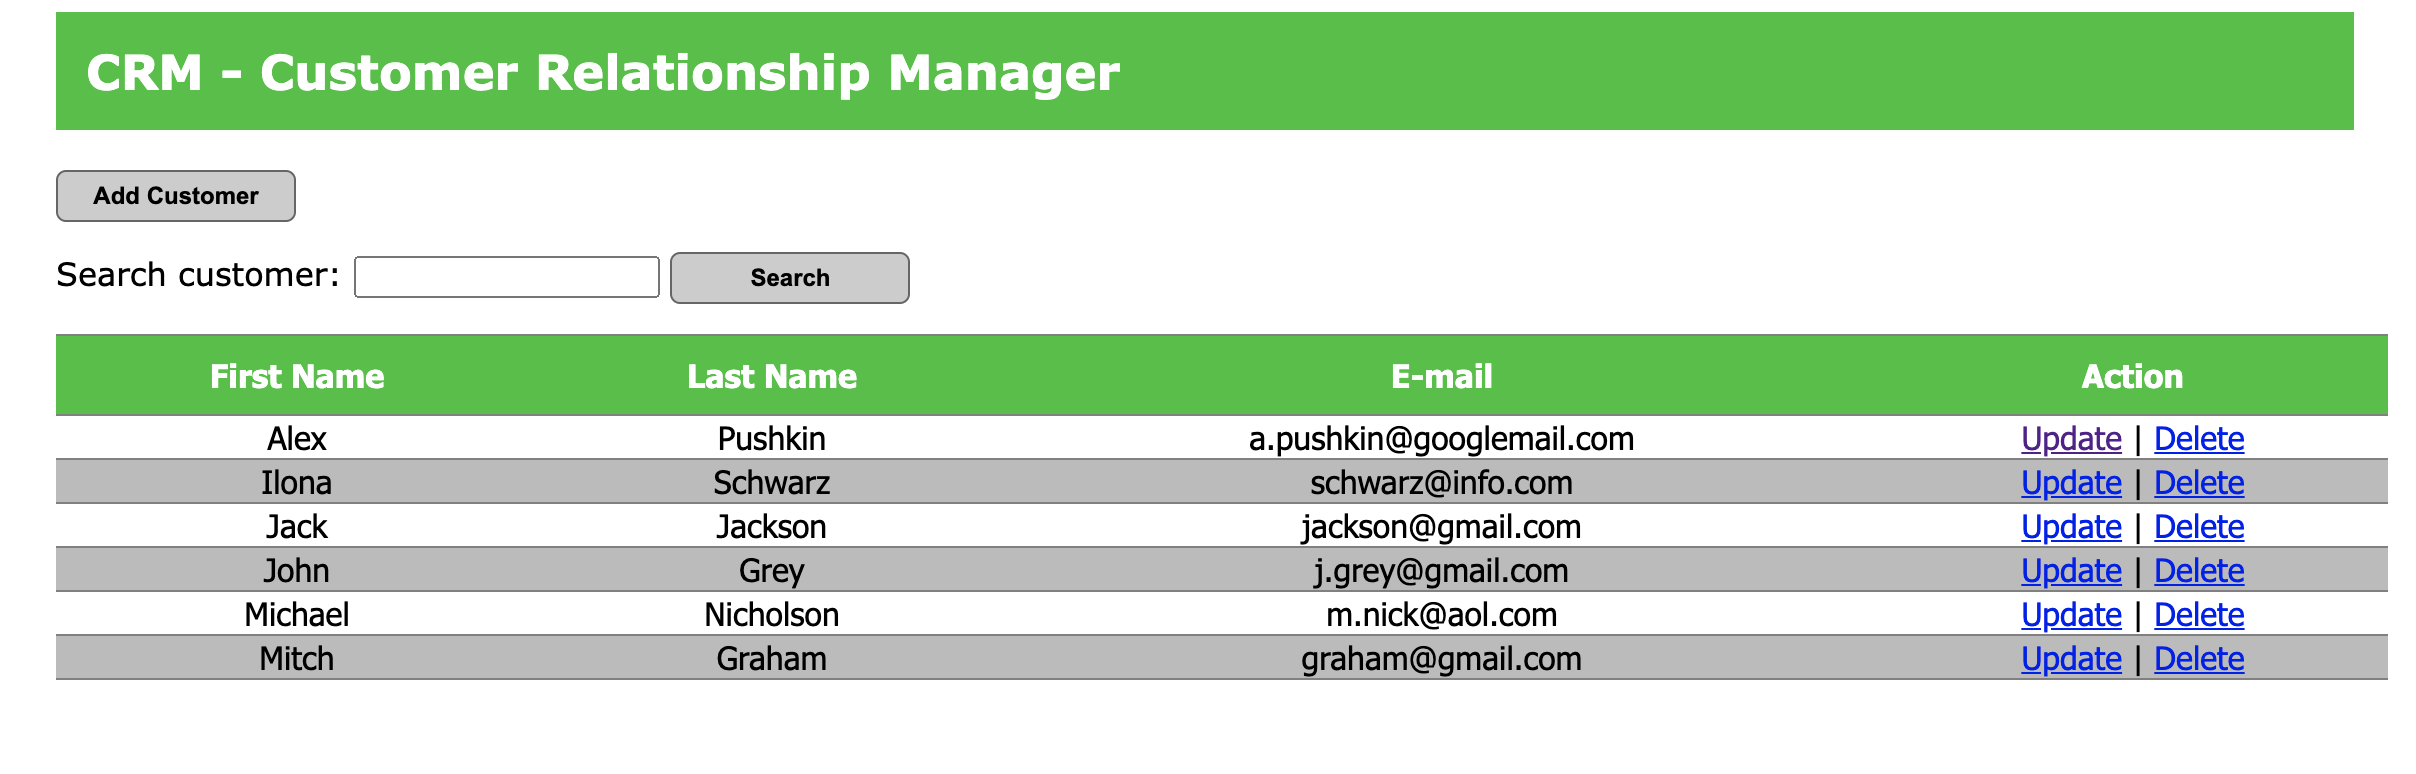 CRM - Customer Relationship Manager
Add Customer
Search customer: Search
First Name Last Name E-mail Action
Alex Pushkin a.pushkin@googlemail.com Update | Delete
Ilona Schwarz schwarz@info.com Update | Delete
Jack Jackson jackson@gmail.com Update | Delete
John Grey j.grey@gmail.com Update | Delete
Michael Nicholson m.nick@aol.com Update | Delete
Mitch Graham graham@gmail.com Update | Delete